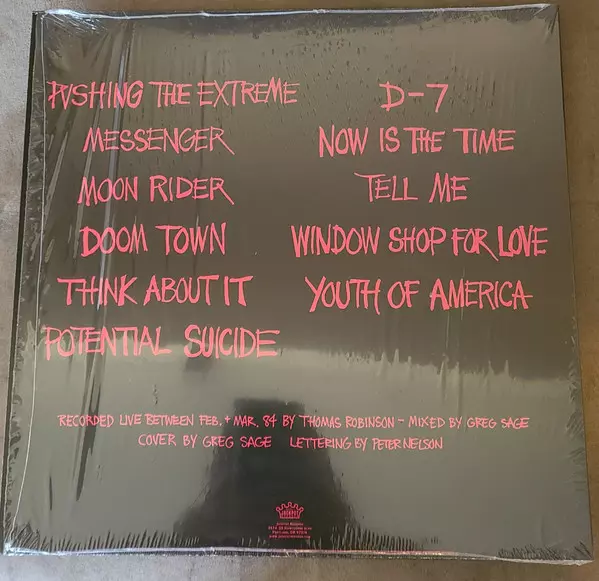 PUSHING THE EXTREME
MESSENGER
MOON RIDER
DOOM TOWN
THINK ABOUT IT
POTENTIAL SUICIDE
D-7
NOW IS THE TIME
TELL ME
WINDOW SHOP FOR LOVE
YOUTH OF AMERICA
RECORDED LIVE BETWEEN FEB. + MAR. 84 BY THOMAS ROBINSON - MIXED BY GREG SAGE
COVER BY GREG SAGE LETTERING BY PETER NELSON
JACKPOT